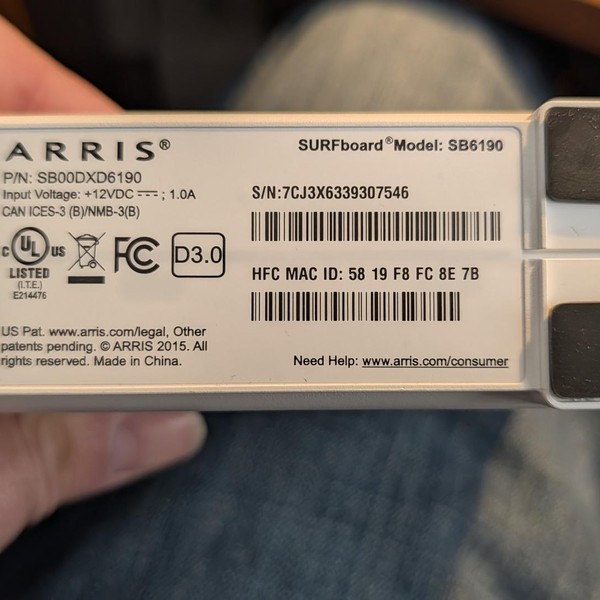 ARRIS®
P/N: SB00DXD6190
Input Voltage: +12VDC ⎓; 1.0A
CAN ICES-3 (B)/NMB-3(B)
C UL US
LISTED
(I.T.E.)
E214476
FC
D3.0
US Pat. www.arris.com/legal, Other
patents pending. © ARRIS 2015. All
rights reserved. Made in China.
SURFboard®Model: SB6190
S/N:7CJ3X6339307546
HFC MAC ID: 58 19 F8 FC 8E 7B
Need Help: www.arris.com/consumer